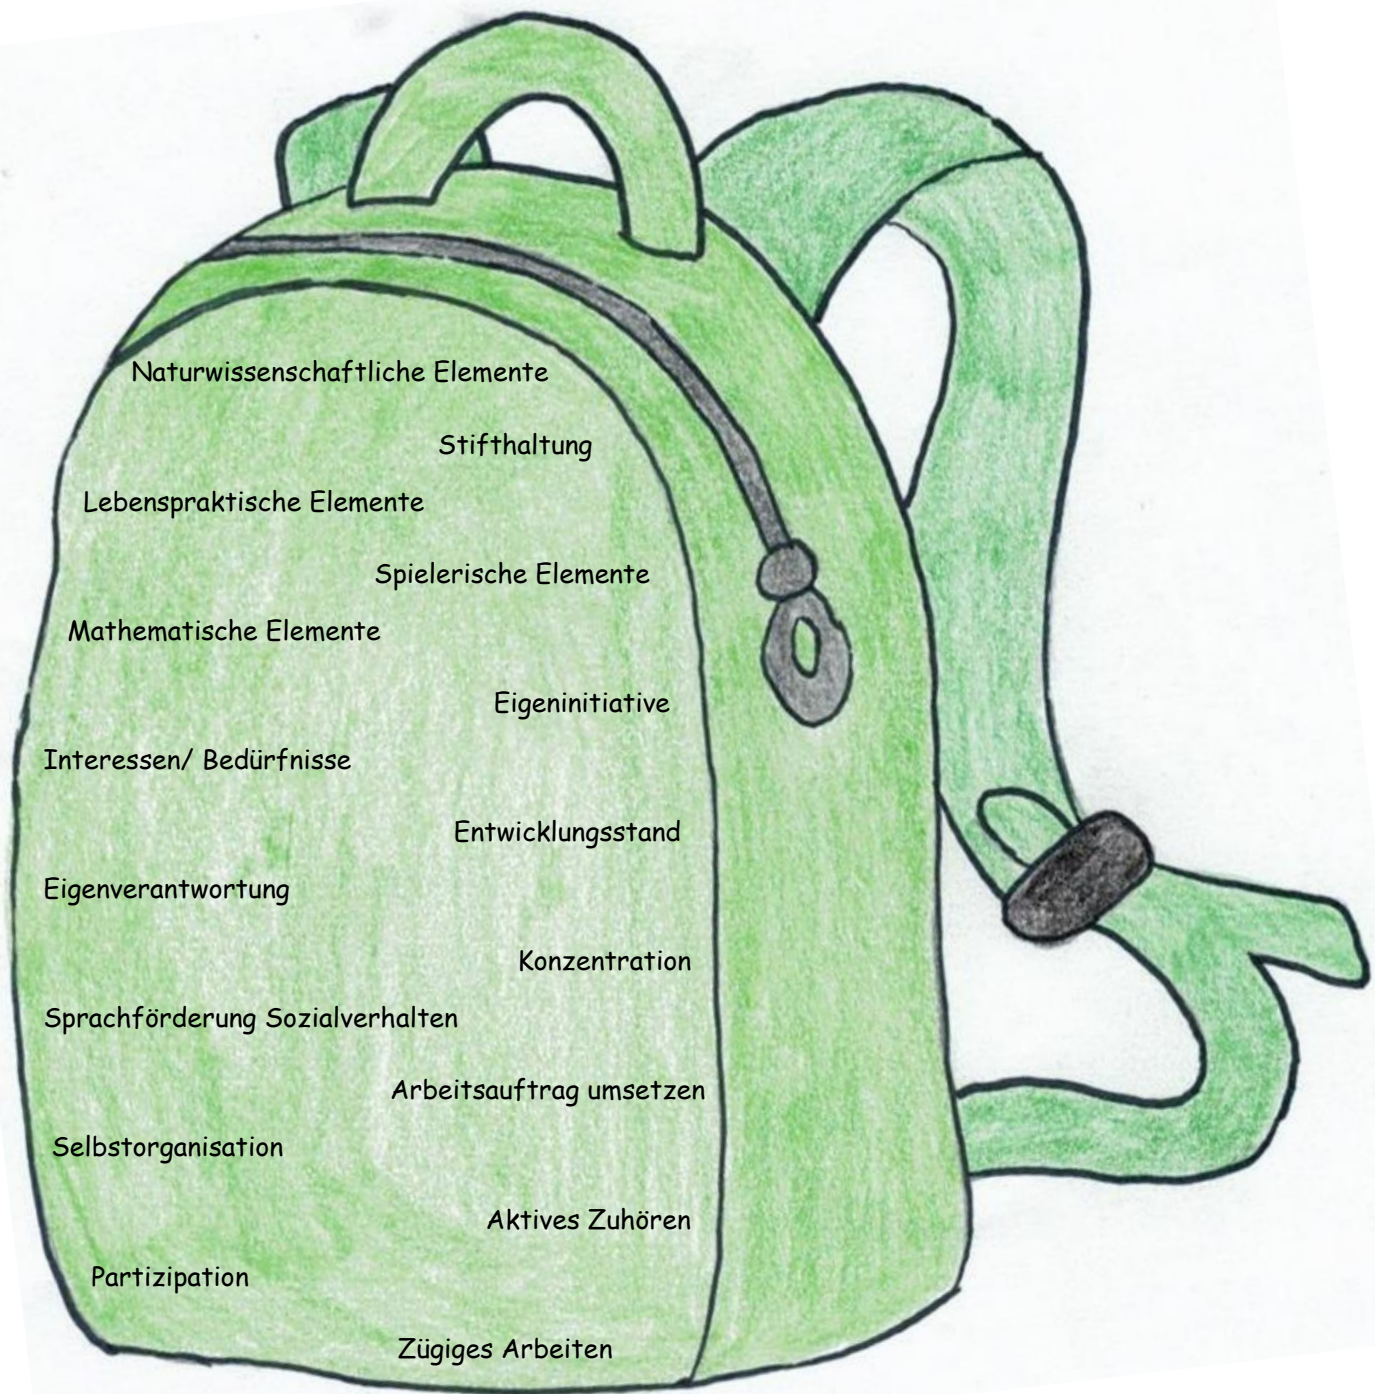 Naturwissenschaftliche Elemente
Stifthaltung
Lebenspraktische Elemente
Spielerische Elemente
Mathematische Elemente
Eigeninitiative
Interessen/ Bedürfnisse
Entwicklungsstand
Eigenverantwortung
Konzentration
Sprachförderung Sozialverhalten
Arbeitsauftrag umsetzen
Selbstorganisation
Aktives Zuhören
Partizipation
Zügiges Arbeiten